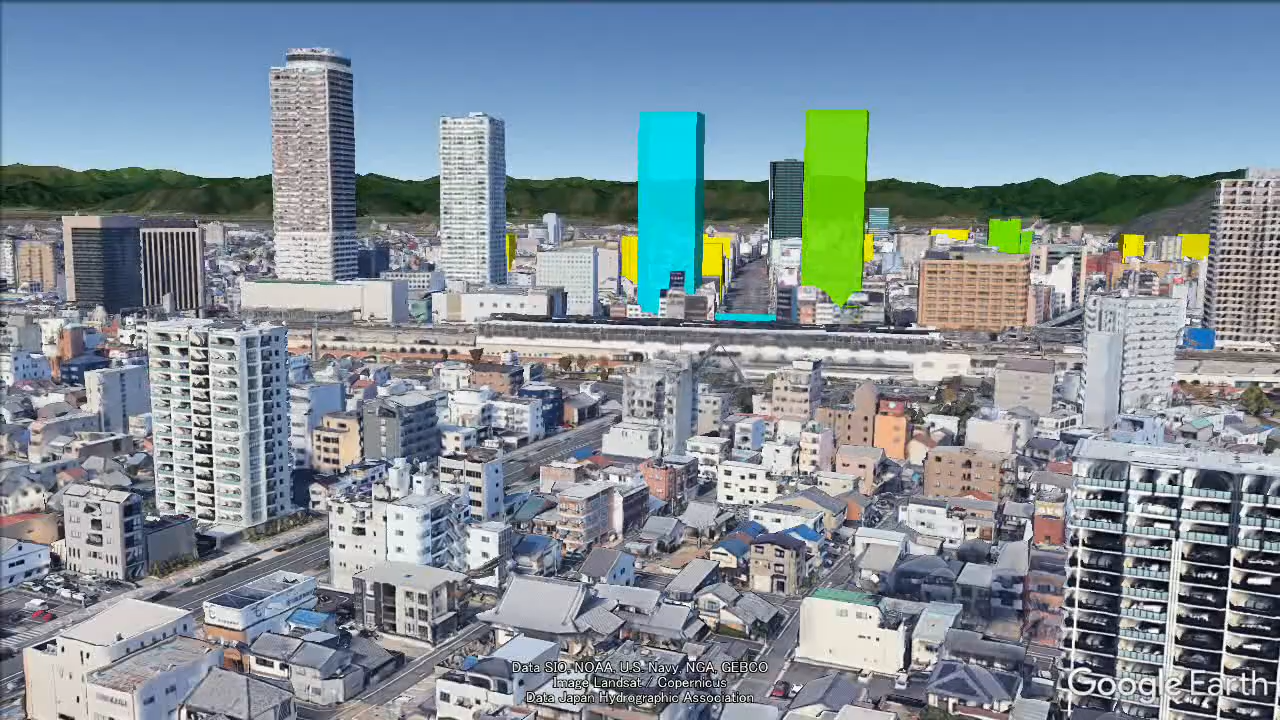 Data SIO, NOAA, U.S. Navy, NGA, GEBCO
Image Landsat / Copernicus
Data Japan Hydrographic Association
Google Earth